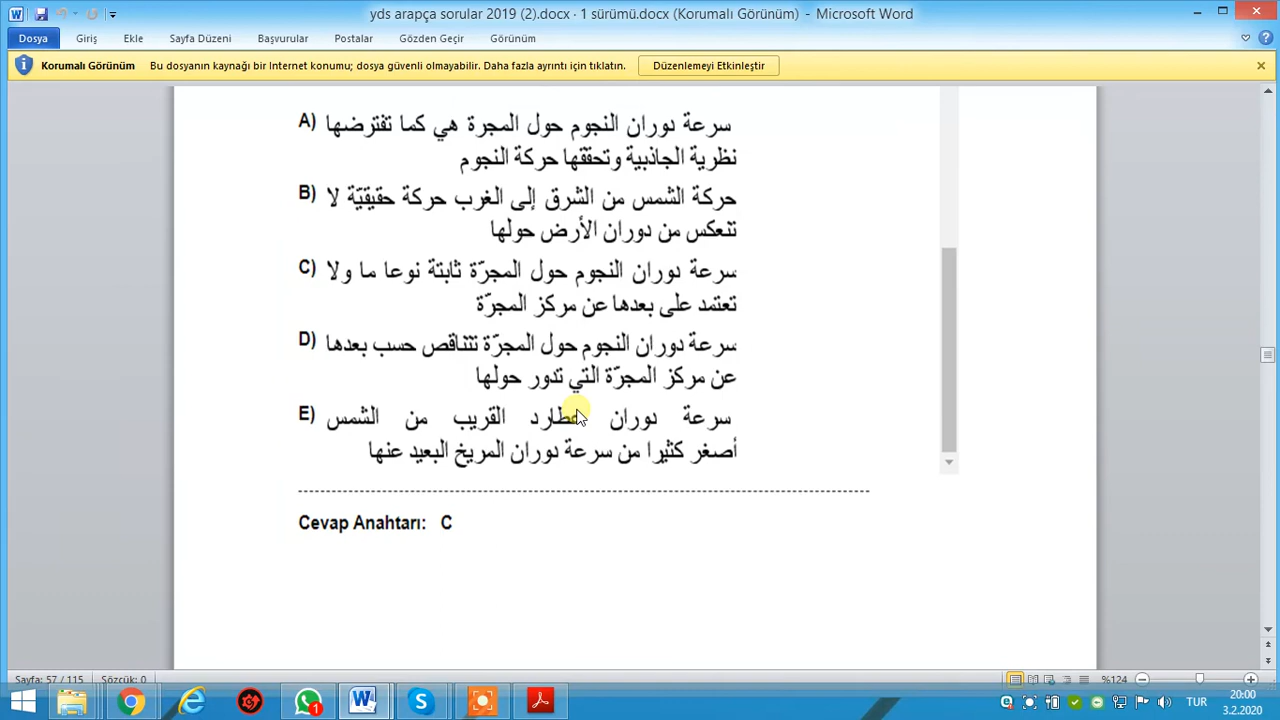 yds arapça sorular 2019 (2).docx · 1 sürümü.docx (Korumalı Görünüm) - Microsoft Word
Dosya Giriş Ekle Sayfa Düzeni Başvurular Postalar Gözden Geçir Görünüm
Korumalı Görünüm Bu dosyanın kaynağı bir Internet konumu; dosya güvenli olmayabilir. Daha fazla ayrıntı için tıklatın. Düzenlemeyi Etkinleştir
A) سرعة دوران النجوم حول المجرة هي كما تفترضها
نظرية الجاذبية وتحققها حركة النجوم
B) حركة الشمس من الشرق إلى الغرب حركة حقيقيّة لا
تنعكس من دوران الأرض حولها
C) سرعة دوران النجوم حول المجرّة ثابتة نوعا ما ولا
تعتمد على بعدها عن مركز المجرّة
D) سرعة دوران النجوم حول المجرّة تتناقص حسب بعدها
عن مركز المجرّة التي تدور حولها
E) سرعة دوران عطارد القريب من الشمس
أصغر كثيرا من سرعة دوران المريخ البعيد عنها
Cevap Anahtarı: C
Sayfa: 57 / 115 Sözcük: 0 %124
1 TUR 20:00
3.2.2020